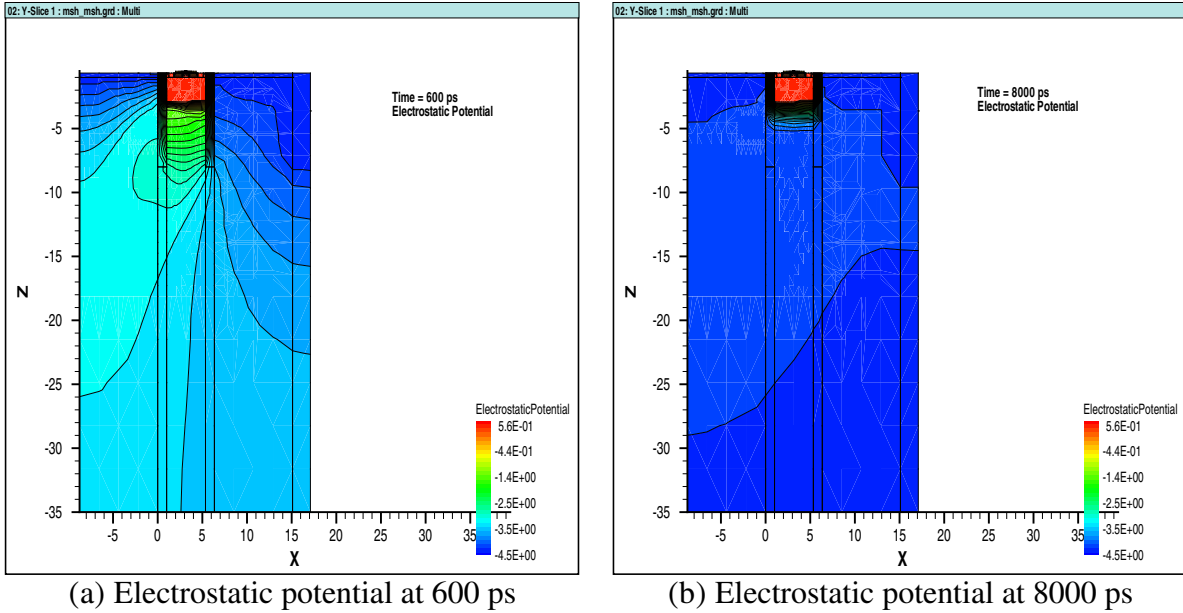 02: Y-Slice 1 : msh_msh.grd : Multi
Time = 600 ps
Electrostatic Potential
-5
-10
-15
-20
-25
-30
-35
Z
-5 0 5 10 15 20 25 30 35
X
ElectrostaticPotential
5.6E-01
-4.4E-01
-1.4E+00
-2.5E+00
-3.5E+00
-4.5E+00
(a) Electrostatic potential at 600 ps
02: Y-Slice 1 : msh_msh.grd : Multi
Time = 8000 ps
Electrostatic Potential
-5
-10
-15
-20
-25
-30
-35
Z
-5 0 5 10 15 20 25 30 35
X
ElectrostaticPotential
5.6E-01
-4.4E-01
-1.4E+00
-2.5E+00
-3.5E+00
-4.5E+00
(b) Electrostatic potential at 8000 ps